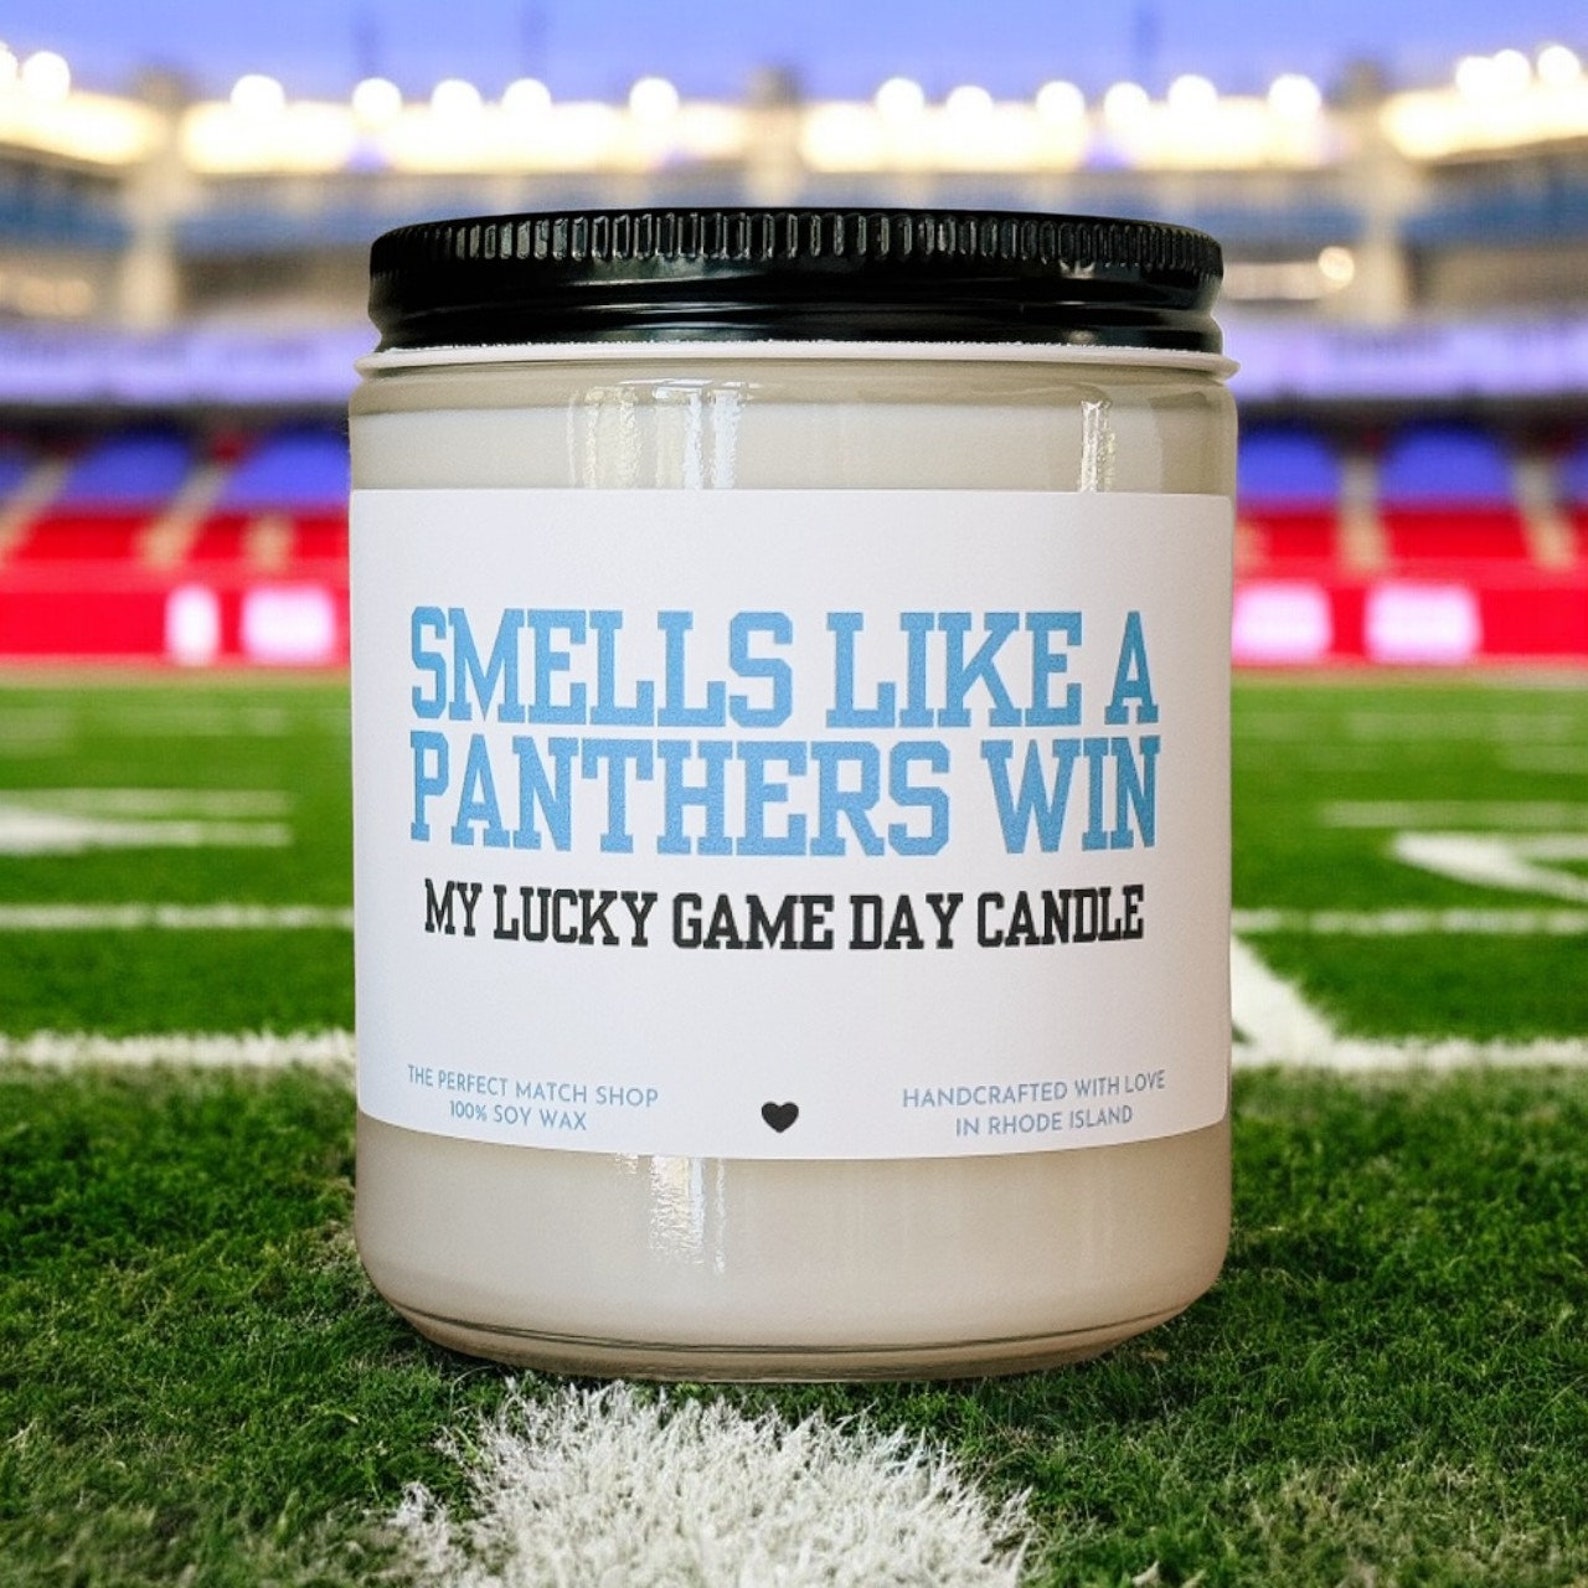 SMELLS LIKE A
PANTHERS WIN
MY LUCKY GAME DAY CANDLE
THE PERFECT MATCH SHOP
100% SOY WAX
HANDCRAFTED WITH LOVE
IN RHODE ISLAND